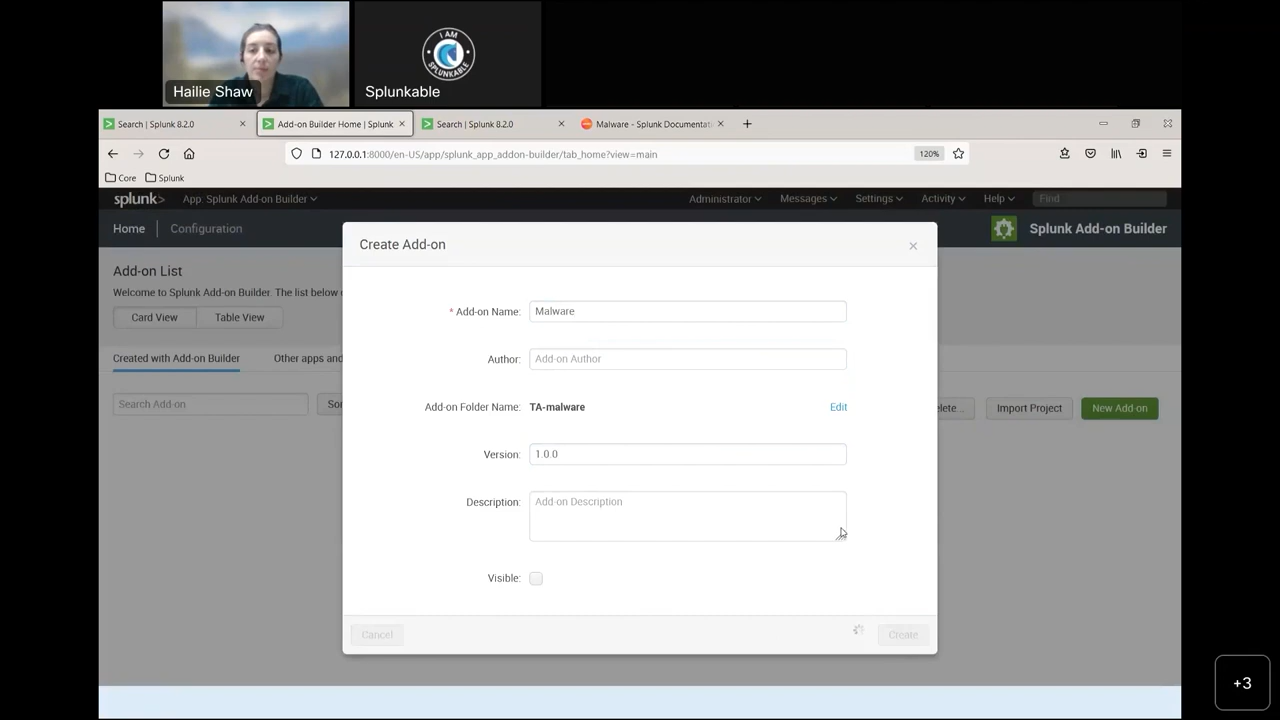 I AM
SPLUNKABLE
Hailie Shaw
Splunkable
Search | Splunk 8.2.0
Add-on Builder Home | Splunk
Search | Splunk 8.2.0
Malware - Splunk Documentati
127.0.0.1:8000/en-US/app/splunk_app_addon-builder/tab_home?view=main
120%
Core
Splunk
splunk>
App: Splunk Add-on Builder
Administrator
Messages
Settings
Activity
Help
Find
Home
Configuration
Splunk Add-on Builder
Add-on List
Welcome to Splunk Add-on Builder. The list below
Card View
Table View
Created with Add-on Builder
Other apps and
Search Add-on
Sor
elete...
Import Project
New Add-on
Create Add-on
* Add-on Name:
Malware
Author:
Add-on Author
Add-on Folder Name:
TA-malware
Edit
Version:
1.0.0
Description:
Add-on Description
Visible:
Cancel
Create
+3